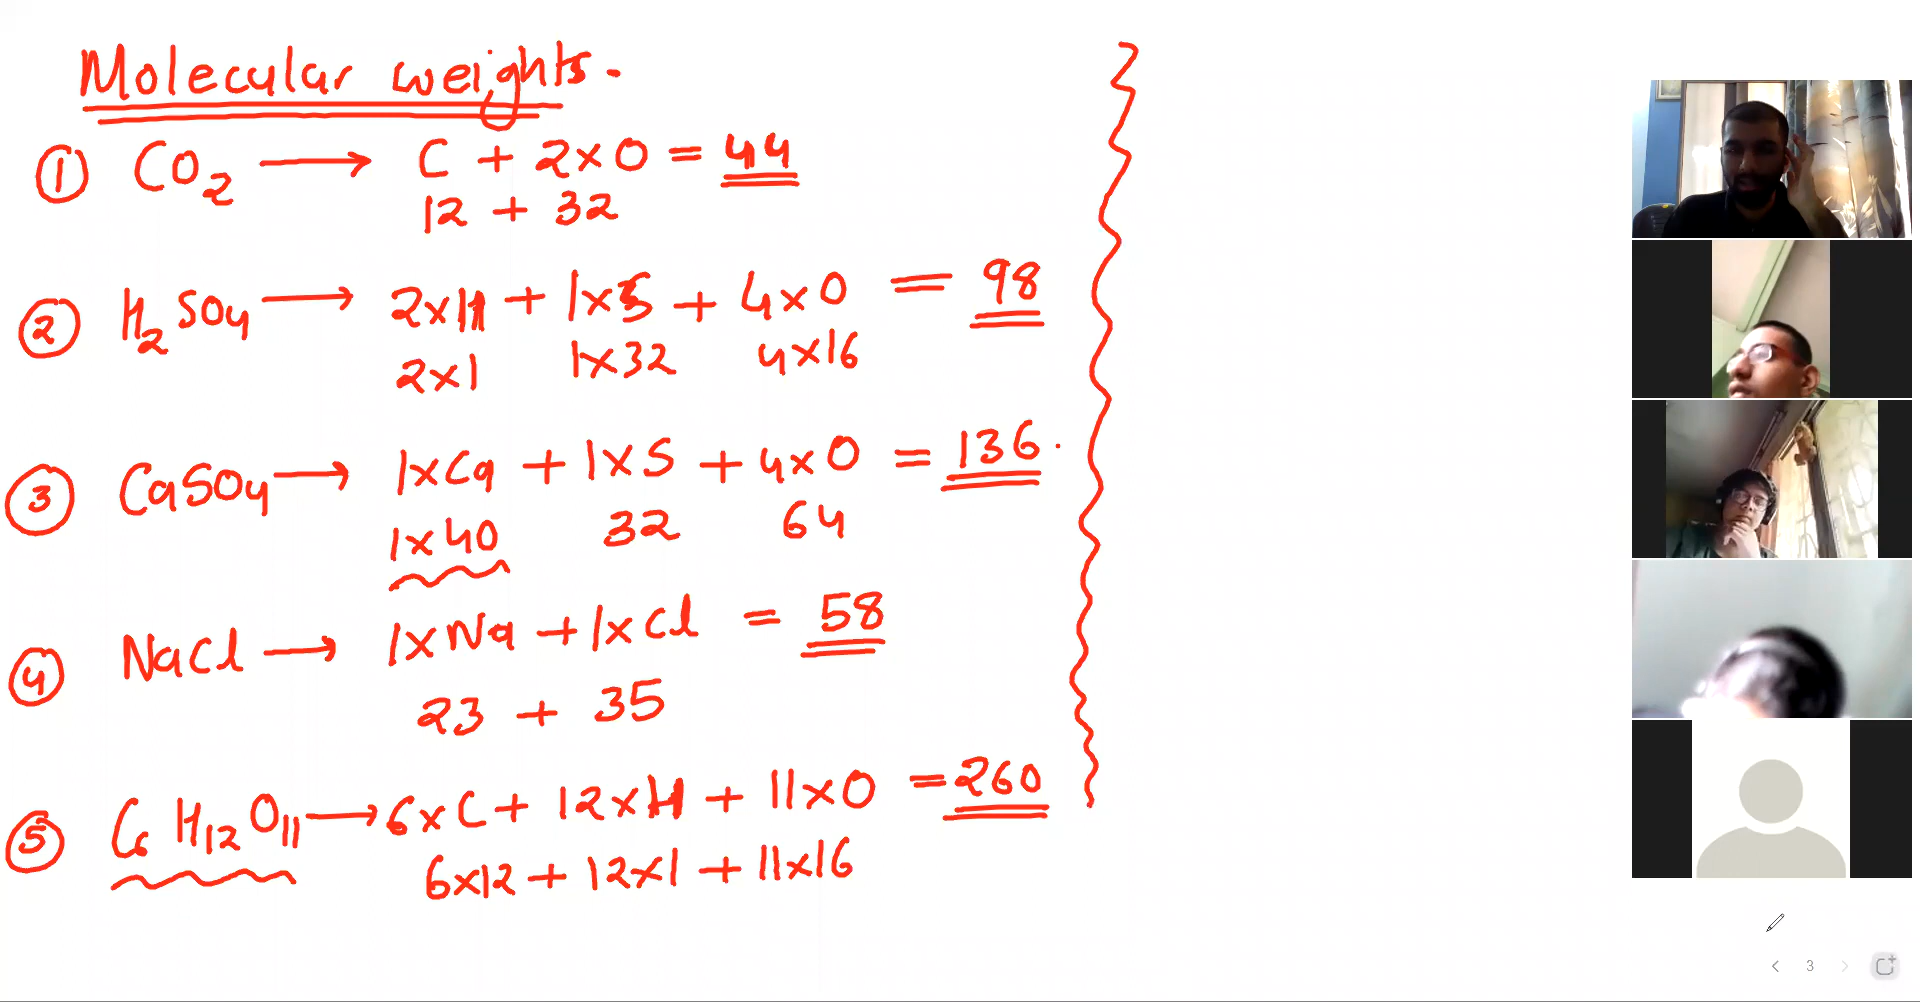 Molecular weights.
① CO₂ → C + 2×O = 44
12 + 32
② H₂SO₄ → 2×H + 1×S + 4×O = 98
2×1 1×32 4×16
③ CaSO₄ → 1×Ca + 1×S + 4×O = 136.
1×40 32 64
④ NaCl → 1×Na + 1×Cl = 58
23 + 35
⑤ C₆H₁₂O₁₁ → 6×C + 12×H + 11×O = 260
6×12 + 12×1 + 11×16
3